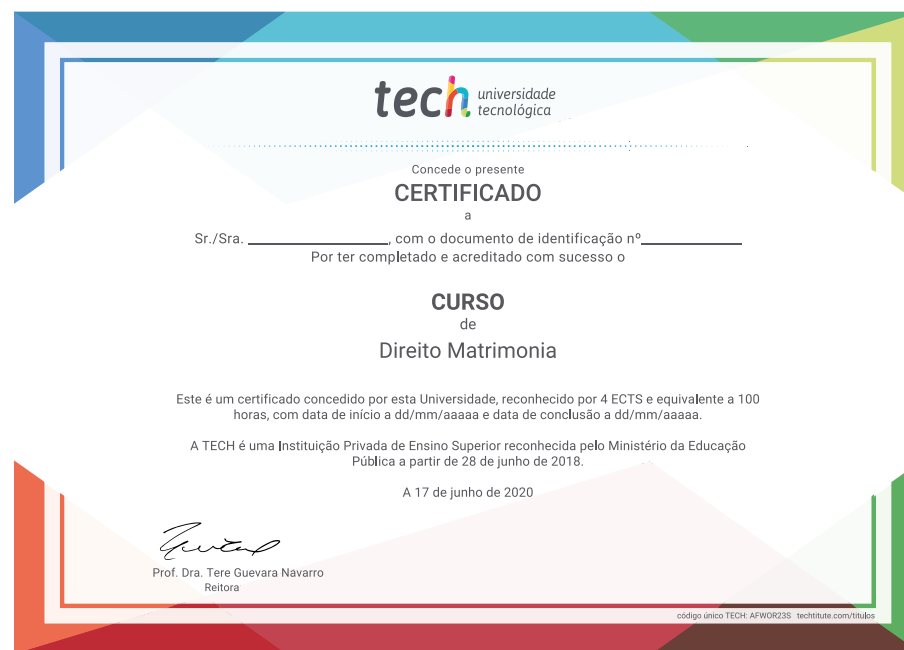 tech universidade
tecnológica
Concede o presente
CERTIFICADO
a
Sr./Sra. ________________, com o documento de identificação nº____________
Por ter completado e acreditado com sucesso o
CURSO
de
Direito Matrimonia
Este é um certificado concedido por esta Universidade, reconhecido por 4 ECTS e equivalente a 100
horas, com data de início a dd/mm/aaaaa e data de conclusão a dd/mm/aaaaa.
A TECH é uma Instituição Privada de Ensino Superior reconhecida pelo Ministério da Educação
Pública a partir de 28 de junho de 2018.
A 17 de junho de 2020
Prof. Dra. Tere Guevara Navarro
Reitora
código único TECH: AFWOR23S techtitute.com/titulos